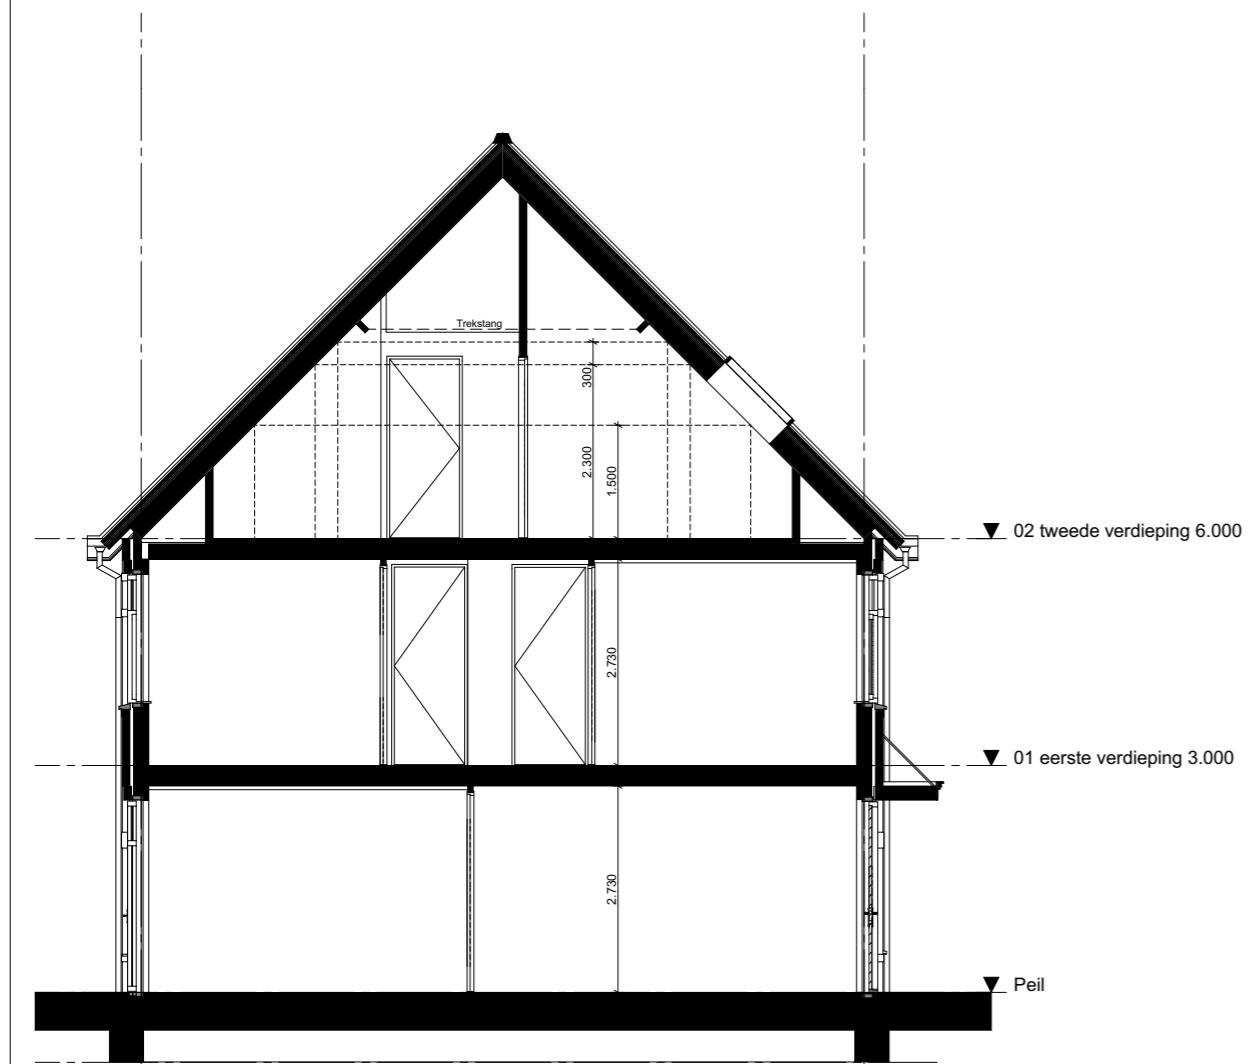 Trekstang
300
2.300
1.500
02 tweede verdieping 6.000
2.730
01 eerste verdieping 3.000
2.730
Peil